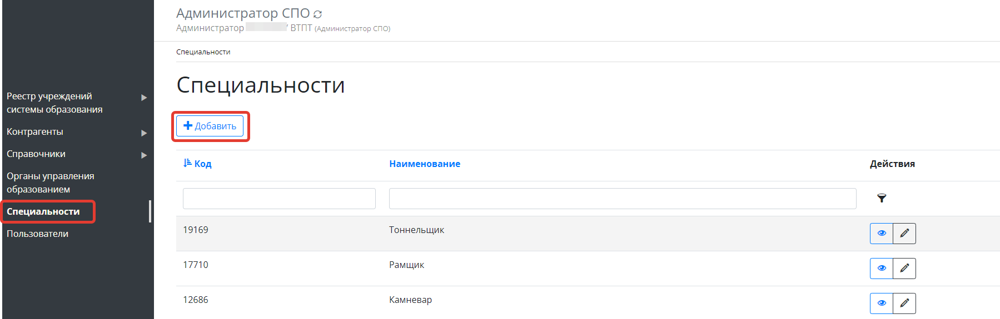 Администратор СПО
Администратор / ВТПТ (Администратор СПО)
Специальности
Специальности
Реестр учреждений
системы образования
Контрагенты
Справочники
Органы управления
образованием
Специальности
Пользователи
Добавить
Код Наименование Действия
19169 Тоннельщик
17710 Рамщик
12686 Камневар